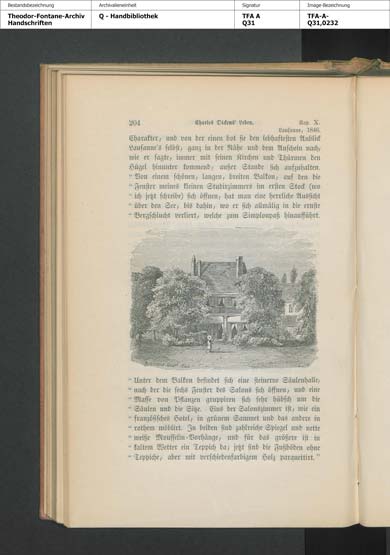 Bestandsbezeichnung
Archivalieneinheit
Signatur
Image-Bezeichnung
Theodor-Fontane-Archiv
Handschriften
Q - Handbibliothek
TFA A
Q31
TFA-A-
Q31,0232
204 Charles Dickens' Leben. Kap. X.
Lausanne, 1846.
Charakter, und von der einen bot sie den lebhaftesten Anblick
Lausanne's selbst, ganz in der Nähe und dem Anschein nach,
wie er sagte, immer mit seinen Kirchen und Thürmen den
Hügel hinunter kommend, außer Stande sich aufzuhalten.
"Von einem schönen, langen, breiten Balkon, auf den die
"Fenster meines kleinen Studirzimmers im ersten Stock (wo
"ich jetzt schreibe) sich öffnen, hat man eine herrliche Aussicht
"über den See, bis dahin, wo er sich allmälig in die ernste
"Bergschlucht verliert, welche zum Simplonpaß hinaufführt.
"Unter dem Balkon befindet sich eine steinerne Säulenhalle,
"nach der die sechs Fenster des Salons sich öffnen, und eine
"Masse von Pflanzen gruppiren sich sehr hübsch um die
"Säulen und die Sitze. Eins der Salonzimmer ist, wie ein
"französisches Hotel, in grünem Sammet und das andere in
"rothem möblirt. In beiden sind zahlreiche Spiegel und nette
"weiße Mousselin-Vorhänge, und für das größere ist in
"kaltem Wetter ein Teppich da; jetzt sind die Fußböden ohne
"Teppiche, aber mit verschiedenfarbigem Holz parquettirt."